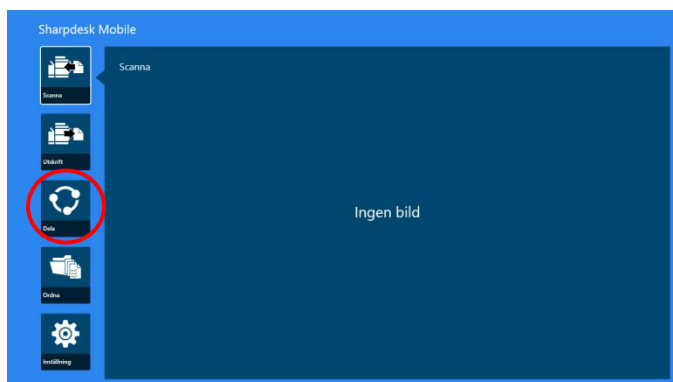 Sharpdesk Mobile
Scanna
Scanna
Utskrift
Dela
Ingen bild
Ordna
Inställning